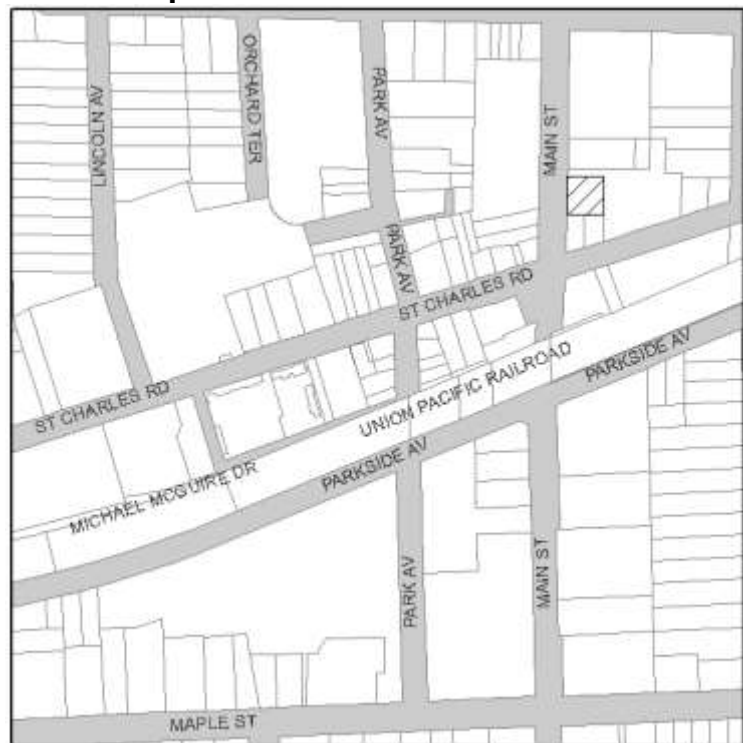 LINCOLN AV
ORCHARD TER
PARK AV
MAIN ST
PARK AV
ST CHARLES RD
ST CHARLES RD
UNION PACIFIC RAILROAD
PARKSIDE AV
MICHAEL MCGUIRE DR
PARKSIDE AV
PARK AV
MAIN ST
MAPLE ST